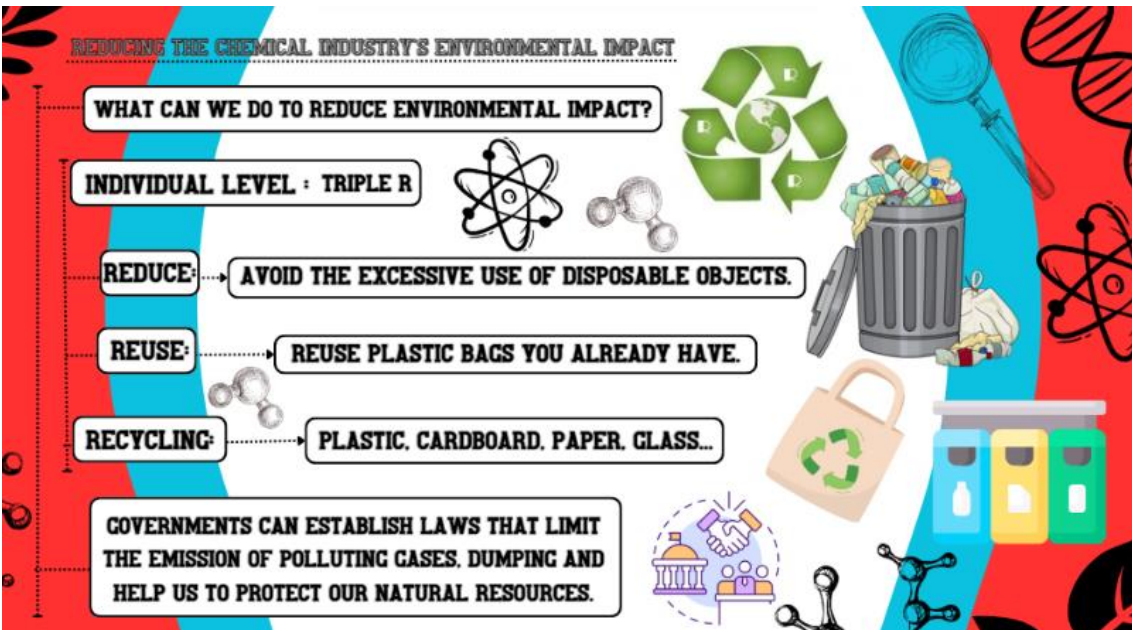 REDUCING THE CHEMICAL INDUSTRY'S ENVIRONMENTAL IMPACT
WHAT CAN WE DO TO REDUCE ENVIRONMENTAL IMPACT?
INDIVIDUAL LEVEL : TRIPLE R
REDUCE: AVOID THE EXCESSIVE USE OF DISPOSABLE OBJECTS.
REUSE: REUSE PLASTIC BAGS YOU ALREADY HAVE.
RECYCLING: PLASTIC, CARDBOARD, PAPER, GLASS...
GOVERNMENTS CAN ESTABLISH LAWS THAT LIMIT
THE EMISSION OF POLLUTING GASES, DUMPING AND
HELP US TO PROTECT OUR NATURAL RESOURCES.
R
R
R